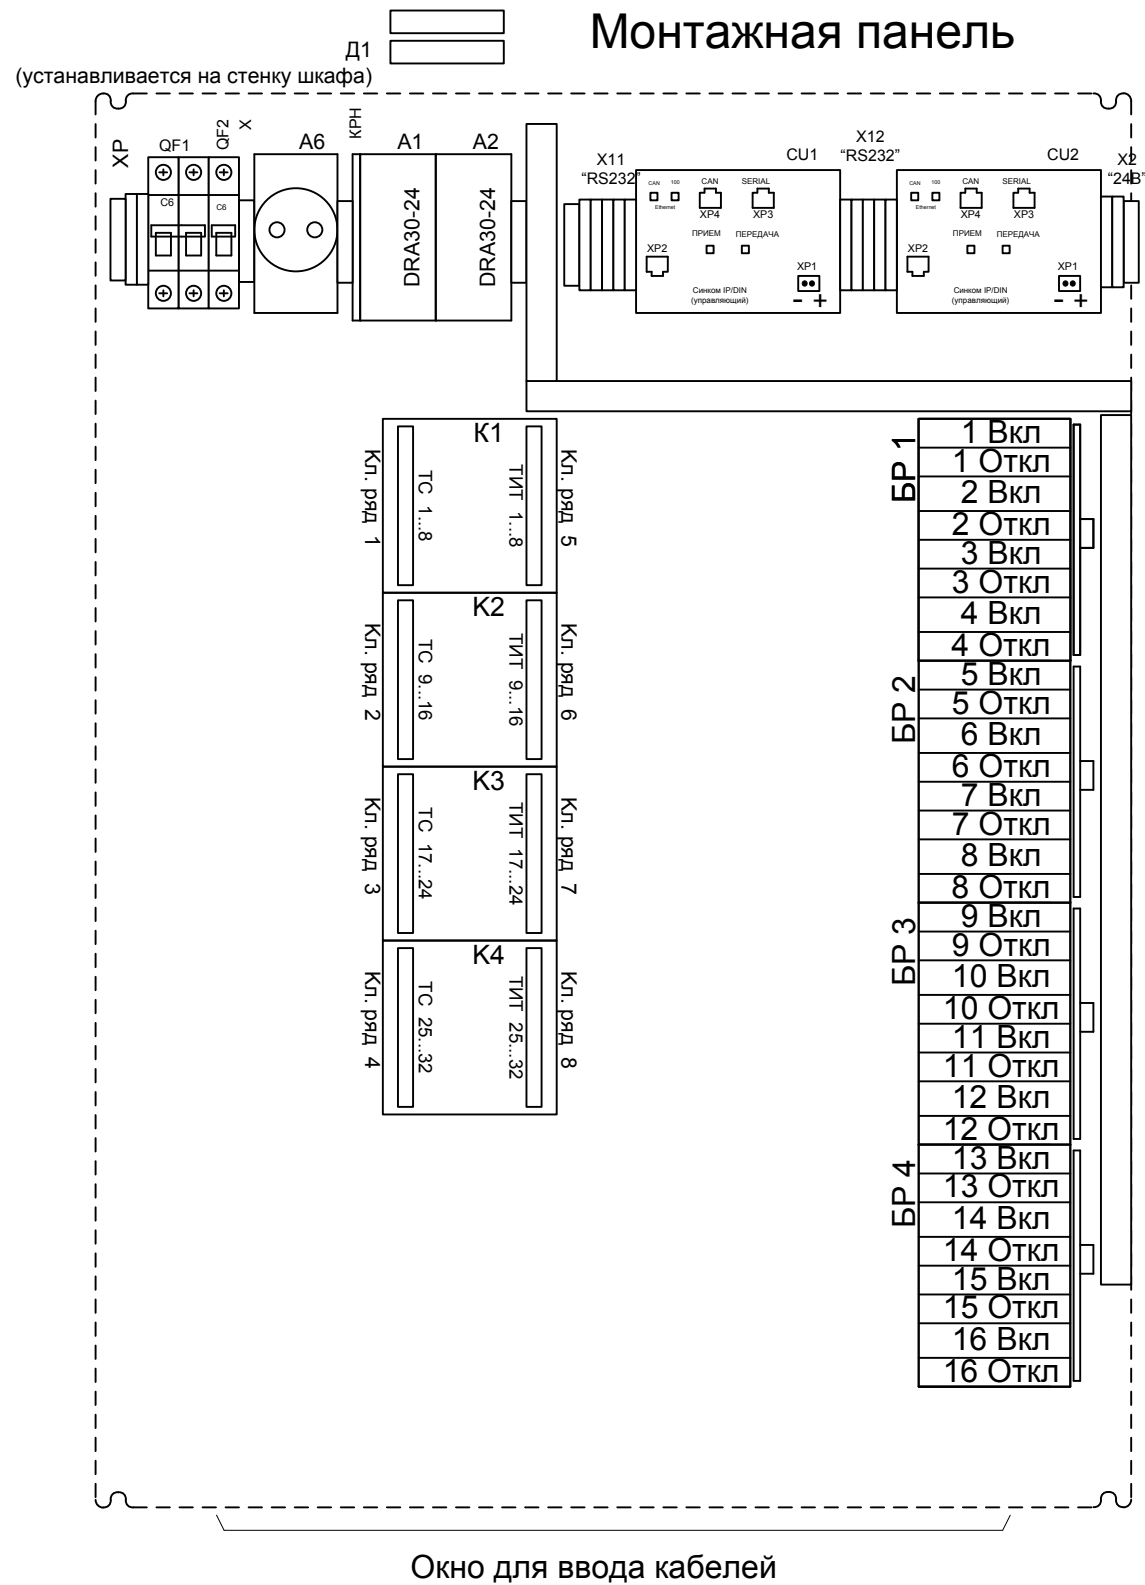 Монтажная панель
Д1
(устанавливается на стенку шкафа)
XP
QF1
QF2
X
A6
КРН
A1
A2
C6
C6
DRA30-24
DRA30-24
X11
“RS232”
CU1
X12
“RS232”
CU2
X2
“24В”
CAN
100
Ethernet
CAN
XP4
SERIAL
XP3
ПРИЕМ
ПЕРЕДАЧА
XP2
XP1
Синком IP/DIN
(управляющий)
– +
CAN
100
Ethernet
CAN
XP4
SERIAL
XP3
ПРИЕМ
ПЕРЕДАЧА
XP2
XP1
Синком IP/DIN
(управляющий)
– +
К1
Кл. ряд 1
ТС 1...8
ТИТ 1...8
Кл. ряд 5
К2
Кл. ряд 2
ТС 9...16
ТИТ 9...16
Кл. ряд 6
К3
Кл. ряд 3
ТС 17...24
ТИТ 17...24
Кл. ряд 7
К4
Кл. ряд 4
ТС 25...32
ТИТ 25...32
Кл. ряд 8
БР 1
1 Вкл
1 Откл
2 Вкл
2 Откл
3 Вкл
3 Откл
4 Вкл
4 Откл
БР 2
5 Вкл
5 Откл
6 Вкл
6 Откл
7 Вкл
7 Откл
8 Вкл
8 Откл
БР 3
9 Вкл
9 Откл
10 Вкл
10 Откл
11 Вкл
11 Откл
12 Вкл
12 Откл
БР 4
13 Вкл
13 Откл
14 Вкл
14 Откл
15 Вкл
15 Откл
16 Вкл
16 Откл
Окно для ввода кабелей